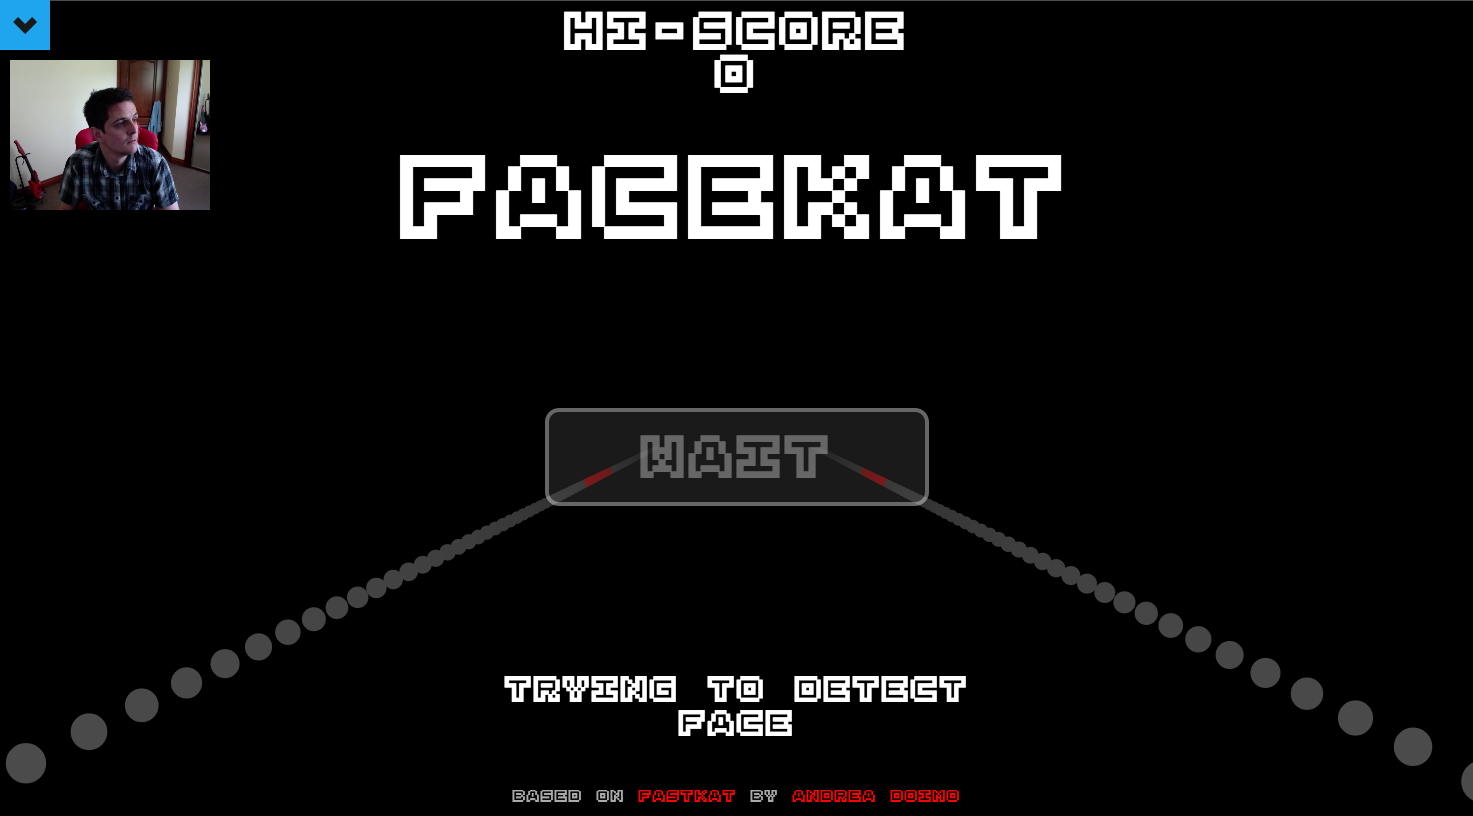 HI-SCORE
0
FACEKAT
WAIT
TRYING TO DETECT
FACE
BASED ON FASTKAT BY ANDREA DOIMO